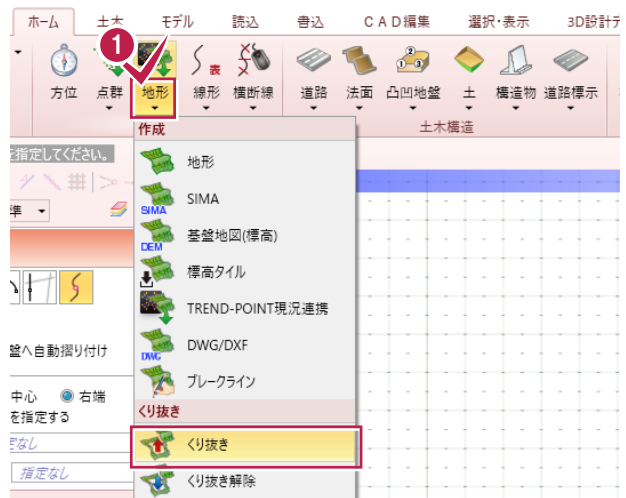 ホーム 土木 モデル 読込 書込 CAD編集 選択・表示 3D設計デ
1
方位 点群 地形 線形 横断線 道路 法面 凸凹地盤 土 構造物 道路標示
表
土木構造
作成
を指定してください。
地形
準
SIMA
SIMA
基盤地図(標高)
DEM
標高タイル
TREND-POINT現況連携
盤へ自動摺り付け
DWG/DXF
DWG
ブレークライン
中心 右端
を指定する
くり抜き
定なし
くり抜き
指定なし
くり抜き解除